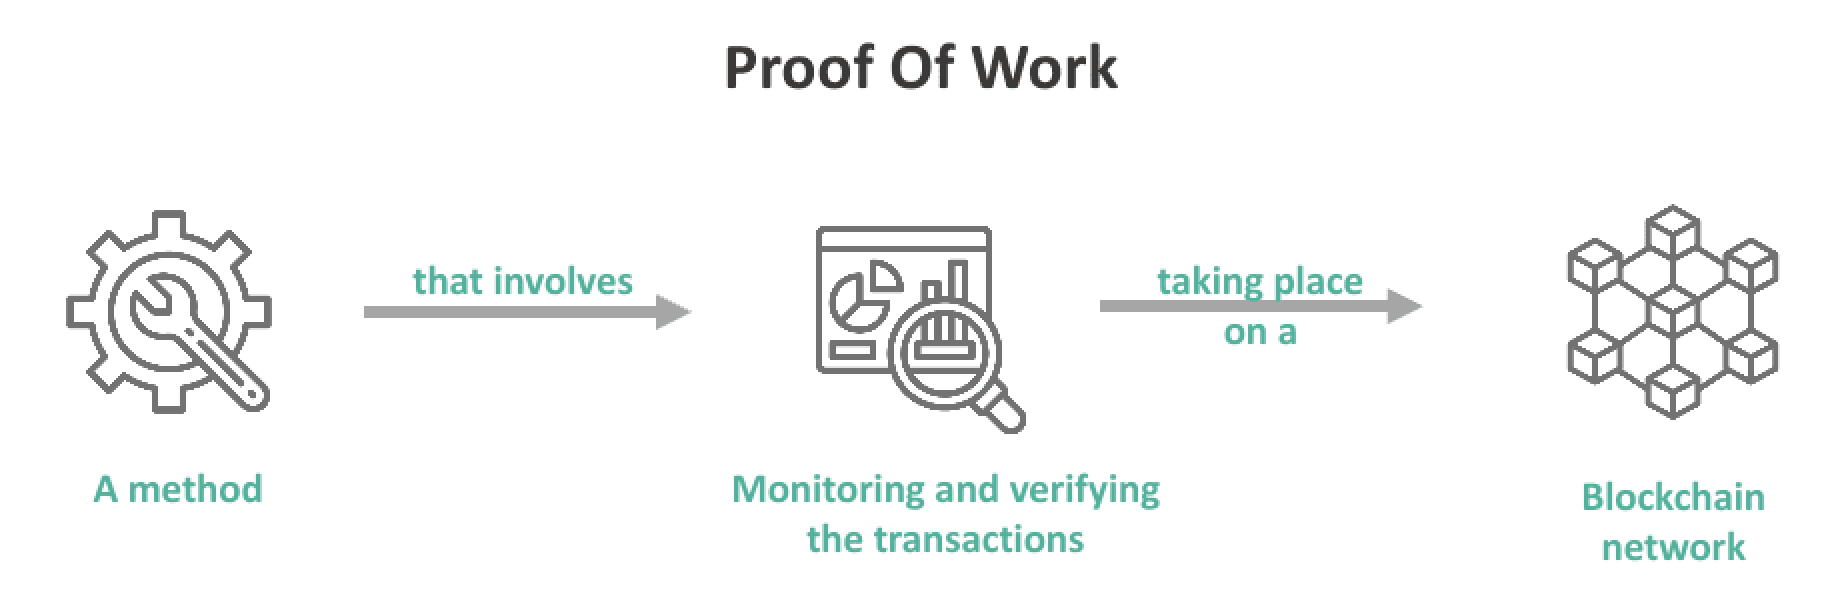 Proof Of Work
that involves
taking place
on a
A method
Monitoring and verifying
the transactions
Blockchain
network